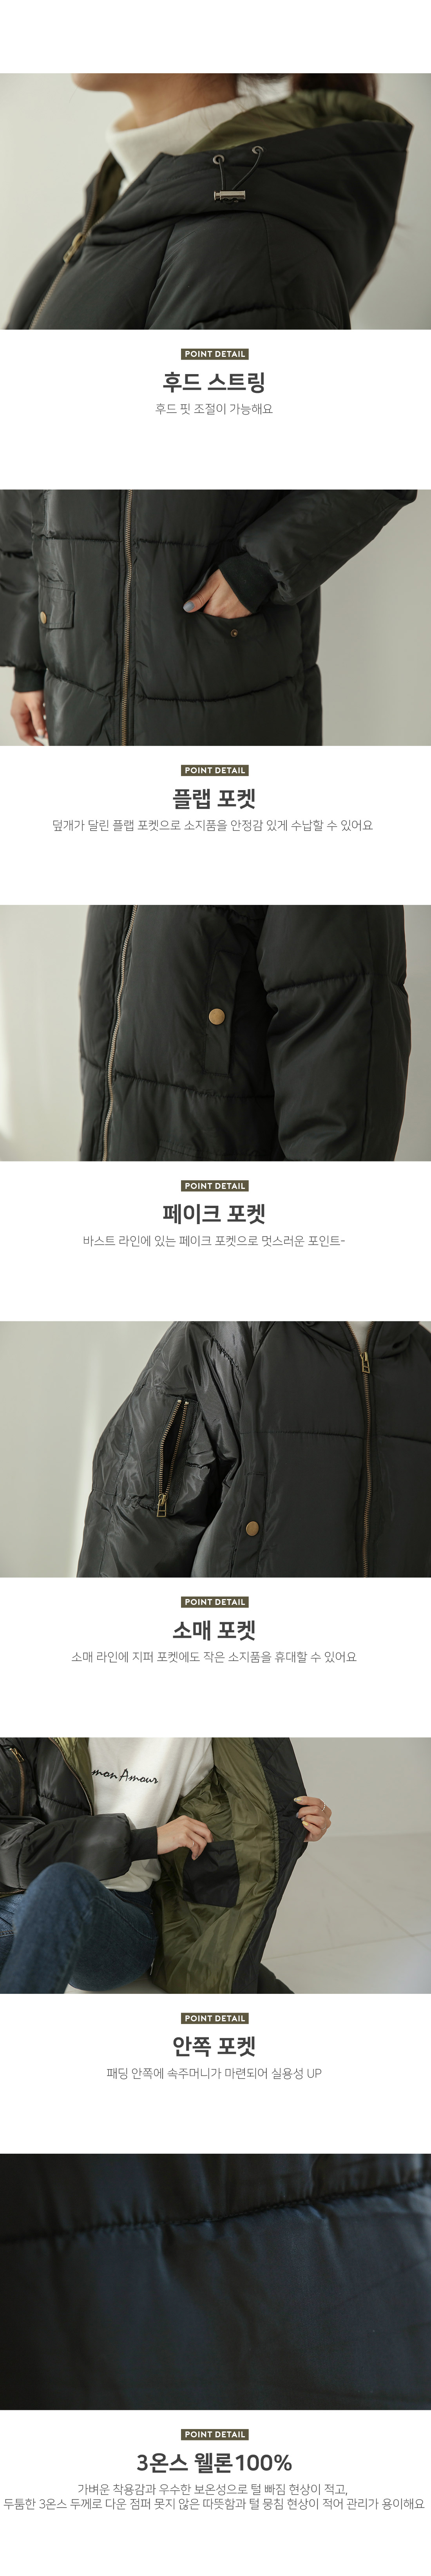 POINT DETAIL
후드 스트링
후드 핏 조절이 가능해요
POINT DETAIL
플랩 포켓
덮개가 달린 플랩 포켓으로 소지품을 안정감 있게 수납할 수 있어요
POINT DETAIL
페이크 포켓
바스트 라인에 있는 페이크 포켓으로 멋스러운 포인트-
POINT DETAIL
소매 포켓
소매 라인에 지퍼 포켓에도 작은 소지품을 휴대할 수 있어요
mon Amour
POINT DETAIL
안쪽 포켓
패딩 안쪽에 속주머니가 마련되어 실용성 UP
POINT DETAIL
3온스 웰론100%
가벼운 착용감과 우수한 보온성으로 털 빠짐 현상이 적고,
두툼한 3온스 두께로 다운 점퍼 못지 않은 따뜻함과 털 뭉침 현상이 적어 관리가 용이해요